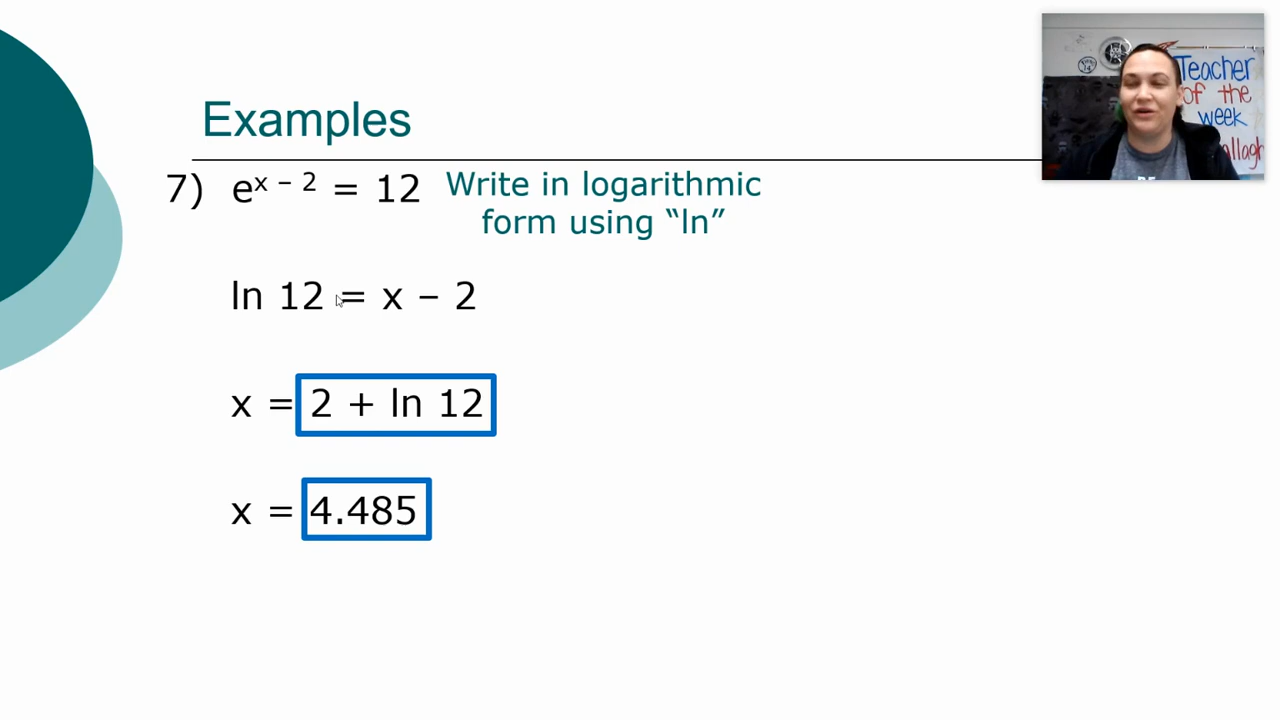 Examples
7) e^(x – 2) = 12 Write in logarithmic
form using “ln”
ln 12 = x – 2
x = 2 + ln 12
x = 4.485
Teacher
of the
week